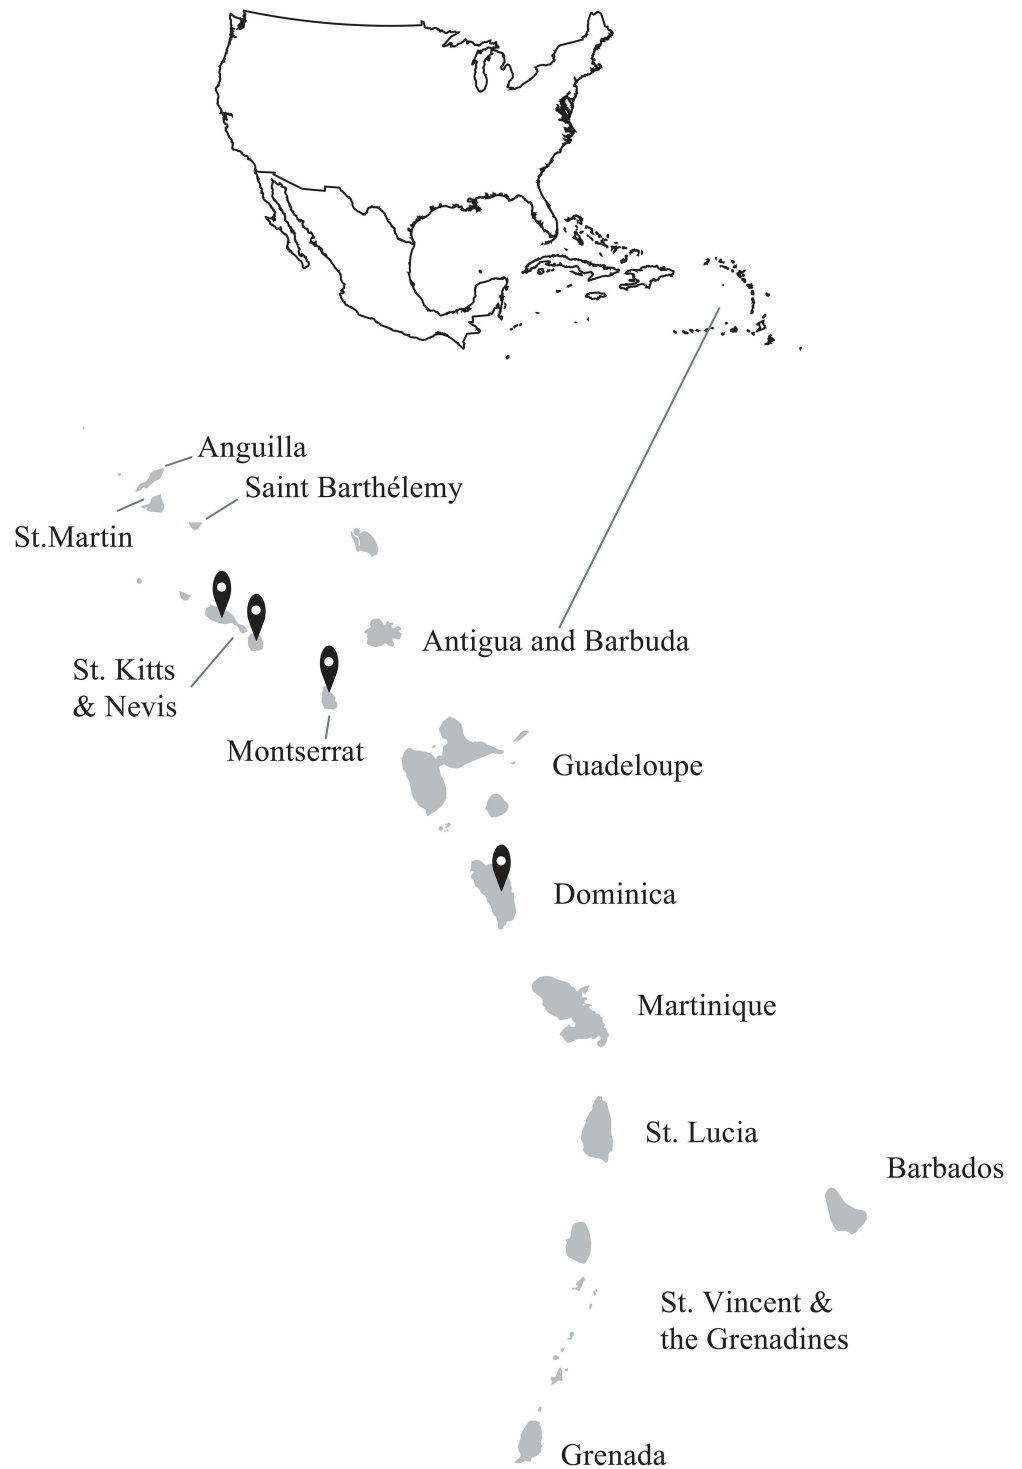 Anguilla
Saint Barthélemy
St.Martin
Antigua and Barbuda
St. Kitts
& Nevis
Montserrat
Guadeloupe
Dominica
Martinique
St. Lucia
Barbados
St. Vincent &
the Grenadines
Grenada